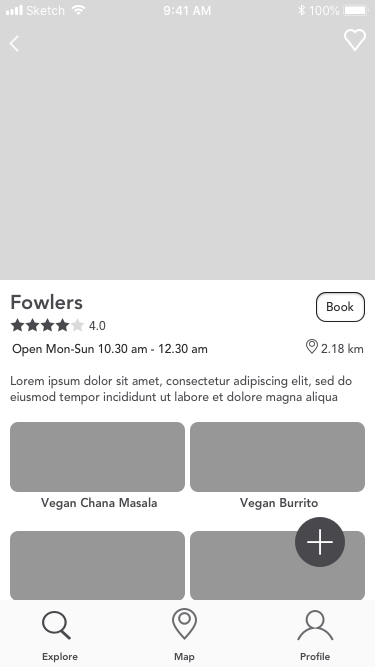 Sketch 9:41 AM 100%
Fowlers
Book
4.0
Open Mon-Sun 10.30 am - 12.30 am
2.18 km
Lorem ipsum dolor sit amet, consectetur adipiscing elit, sed do
eiusmod tempor incididunt ut labore et dolore magna aliqua
Vegan Chana Masala
Vegan Burrito
Explore
Map
Profile